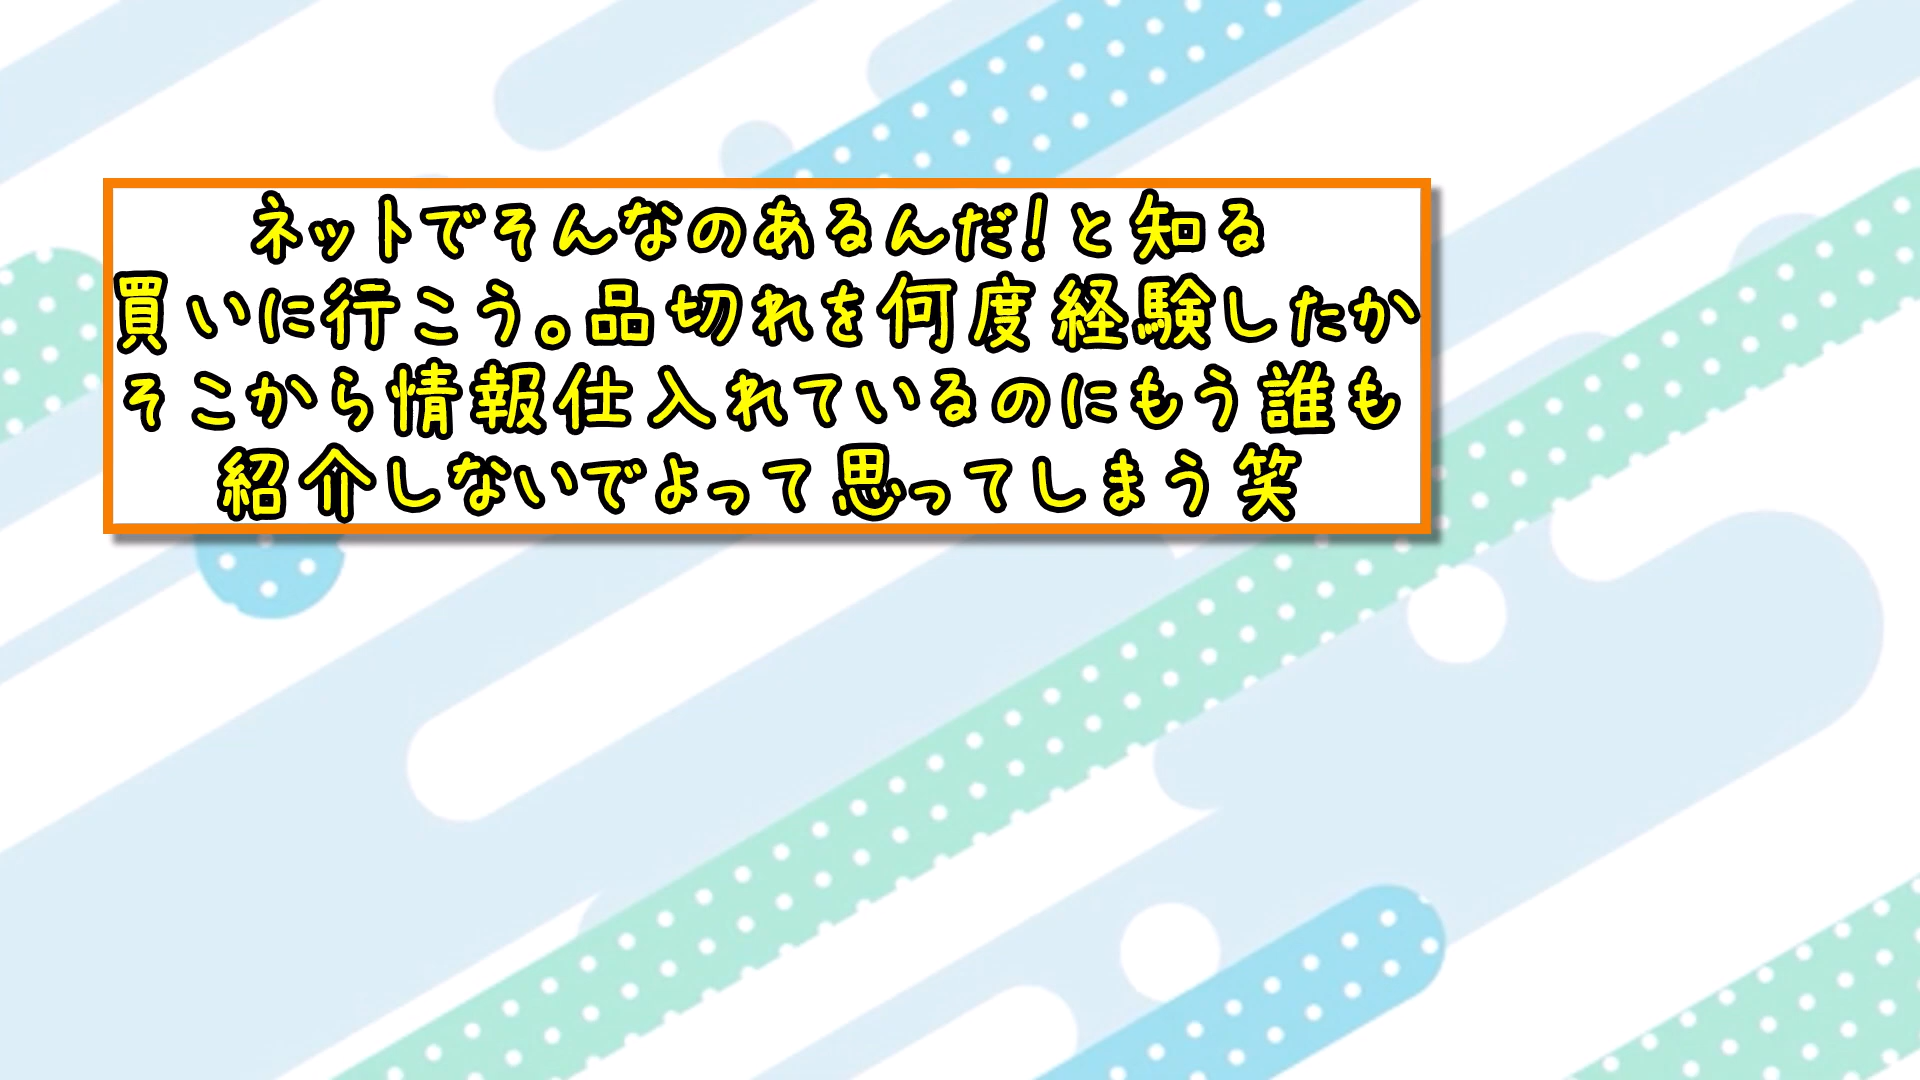 ネットでそんなのあるんだ!と知る
買いに行こう。品切れを何度経験したか
そこから情報仕入れているのにもう誰も
紹介しないでよって思ってしまう笑